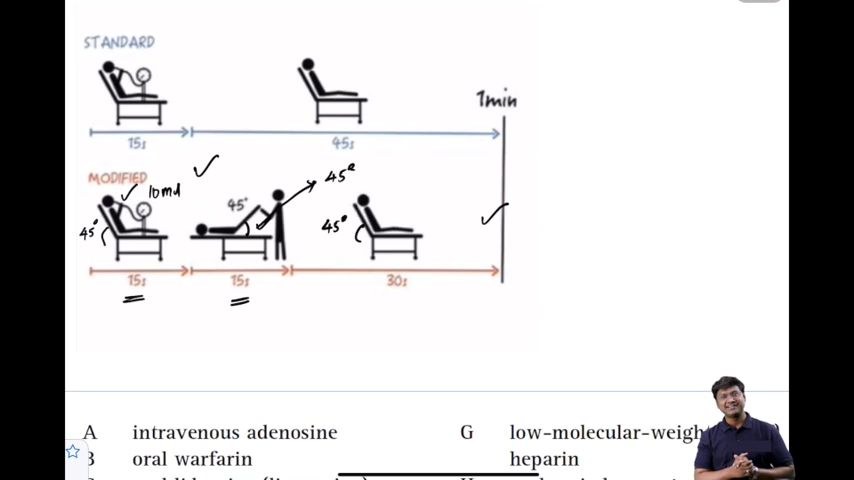 STANDARD
1min
15s
45s
MODIFIED
10ml
45°
45°
45°
45°
15s
15s
30s
A intravenous adenosine
B oral warfarin
G low-molecular-weight
heparin